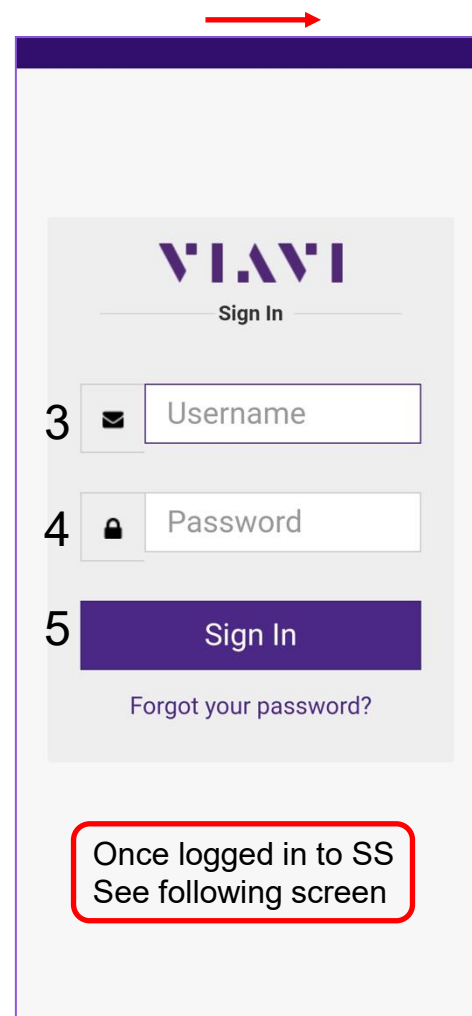 VIAVI
Sign In
3 Username
4 Password
5 Sign In
Forgot your password?
Once logged in to SS
See following screen